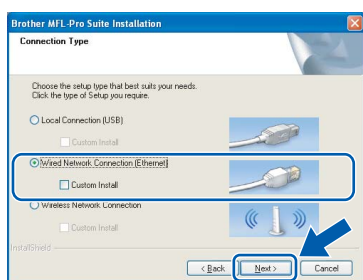 Brother MFL-Pro Suite Installation
Connection Type
Choose the setup type that best suits your needs.
Click the type of Setup you require.
Local Connection (USB)
Custom Install
Wired Network Connection (Ethernet)
Custom Install
Wireless Network Connection
Custom Install
InstallShield
< Back
Next >
Cancel